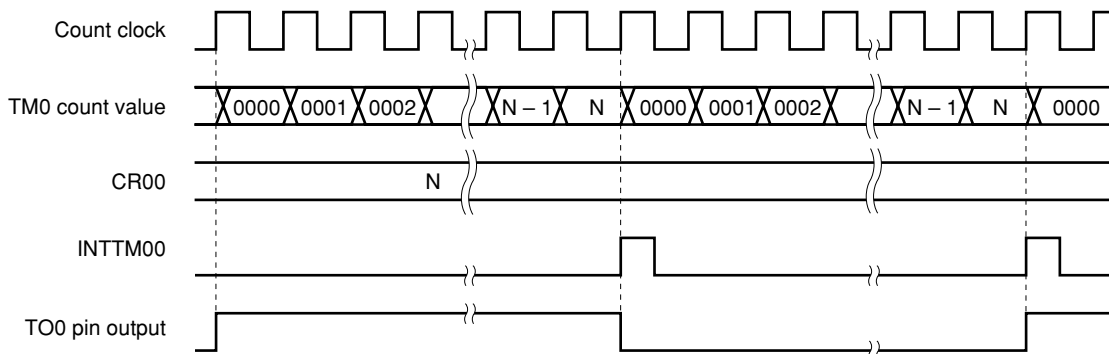 Count clock
TM0 count value 0000 0001 0002 N – 1 N 0000 0001 0002 N – 1 N 0000
CR00 N
INTTM00
TO0 pin output